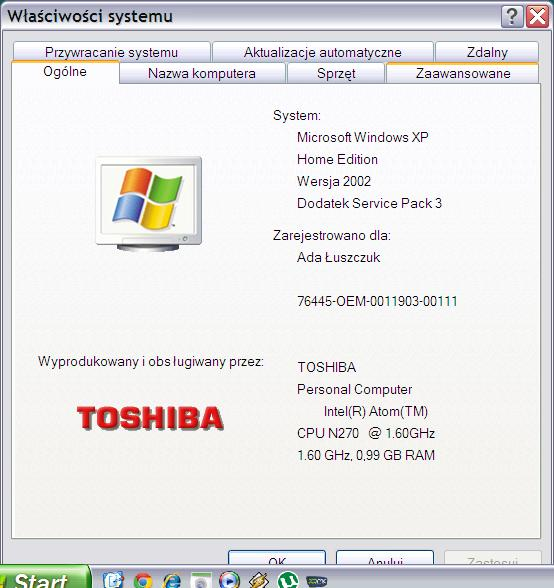 Właściwości systemu
Przywracanie systemu
Aktualizacje automatyczne
Zdalny
Ogólne
Nazwa komputera
Sprzęt
Zaawansowane
System:
Microsoft Windows XP
Home Edition
Wersja 2002
Dodatek Service Pack 3
Zarejestrowano dla:
Ada Łuszczuk
76445-OEM-0011903-00111
Wyprodukowany i obsługiwany przez:
TOSHIBA
TOSHIBA
Personal Computer
Intel(R) Atom(TM)
CPU N270 @ 1.60GHz
1.60 GHz, 0,99 GB RAM
OK
Anuluj
Zastosuj
Start